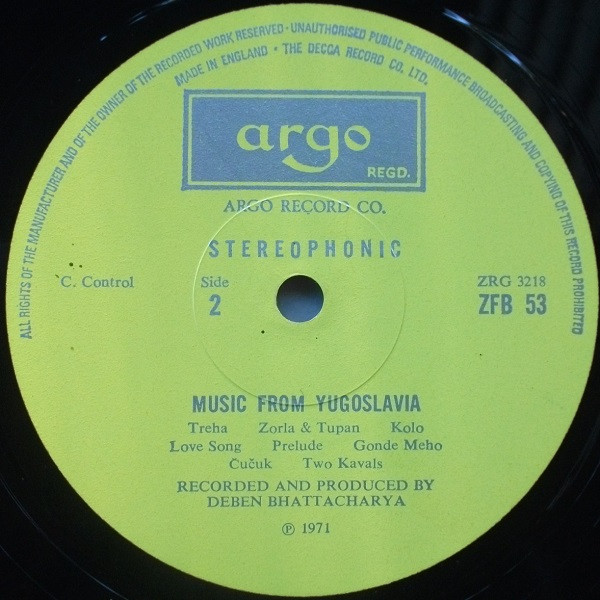 ALL RIGHTS OF THE MANUFACTURER AND OF THE OWNER OF THE RECORDED WORK RESERVED · UNAUTHORISED PUBLIC PERFORMANCE BROADCASTING AND COPYING OF THIS RECORD PROHIBITED
MADE IN ENGLAND · THE DECCA RECORD CO. LTD.
argo
REGD.
ARGO RECORD CO.
STEREOPHONIC
C. Control Side ZRG 3218
2 ZFB 53
MUSIC FROM YUGOSLAVIA
Treha Zorla & Tupan Kolo
Love Song Prelude Gonde Meho
Čučuk Two Kavals
RECORDED AND PRODUCED BY
DEBEN BHATTACHARYA
Ⓟ 1971